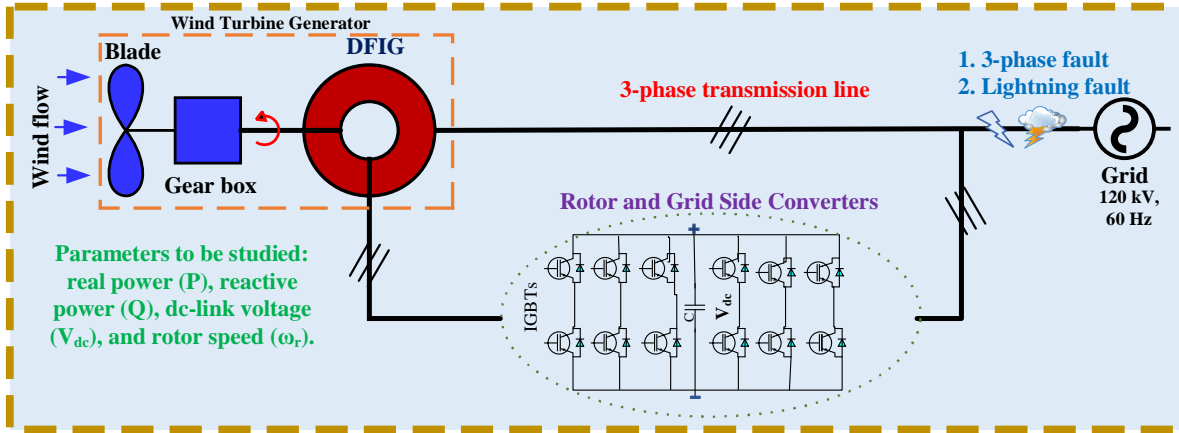 Wind Turbine Generator
Blade
DFIG
Wind flow
Gear box
3-phase transmission line
1. 3-phase fault
2. Lightning fault
Grid
120 kV,
60 Hz
Rotor and Grid Side Converters
+
IGBTs
C
Vdc
-
Parameters to be studied:
real power (P), reactive
power (Q), dc-link voltage
(Vdc), and rotor speed (ωr).